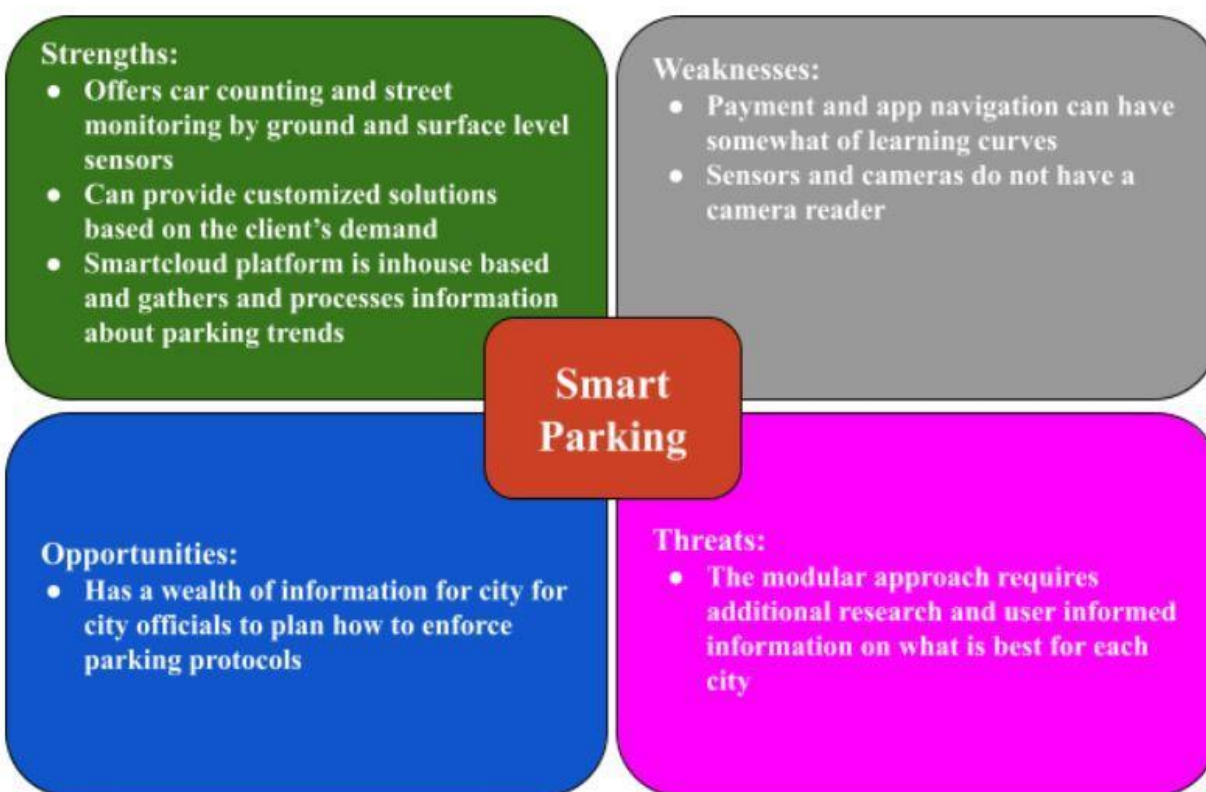 Strengths:
● Offers car counting and street
monitoring by ground and surface level
sensors
● Can provide customized solutions
based on the client’s demand
● Smartcloud platform is inhouse based
and gathers and processes information
about parking trends
Weaknesses:
● Payment and app navigation can have
somewhat of learning curves
● Sensors and cameras do not have a
camera reader
Smart
Parking
Opportunities:
● Has a wealth of information for city for
city officials to plan how to enforce
parking protocols
Threats:
● The modular approach requires
additional research and user informed
information on what is best for each
city